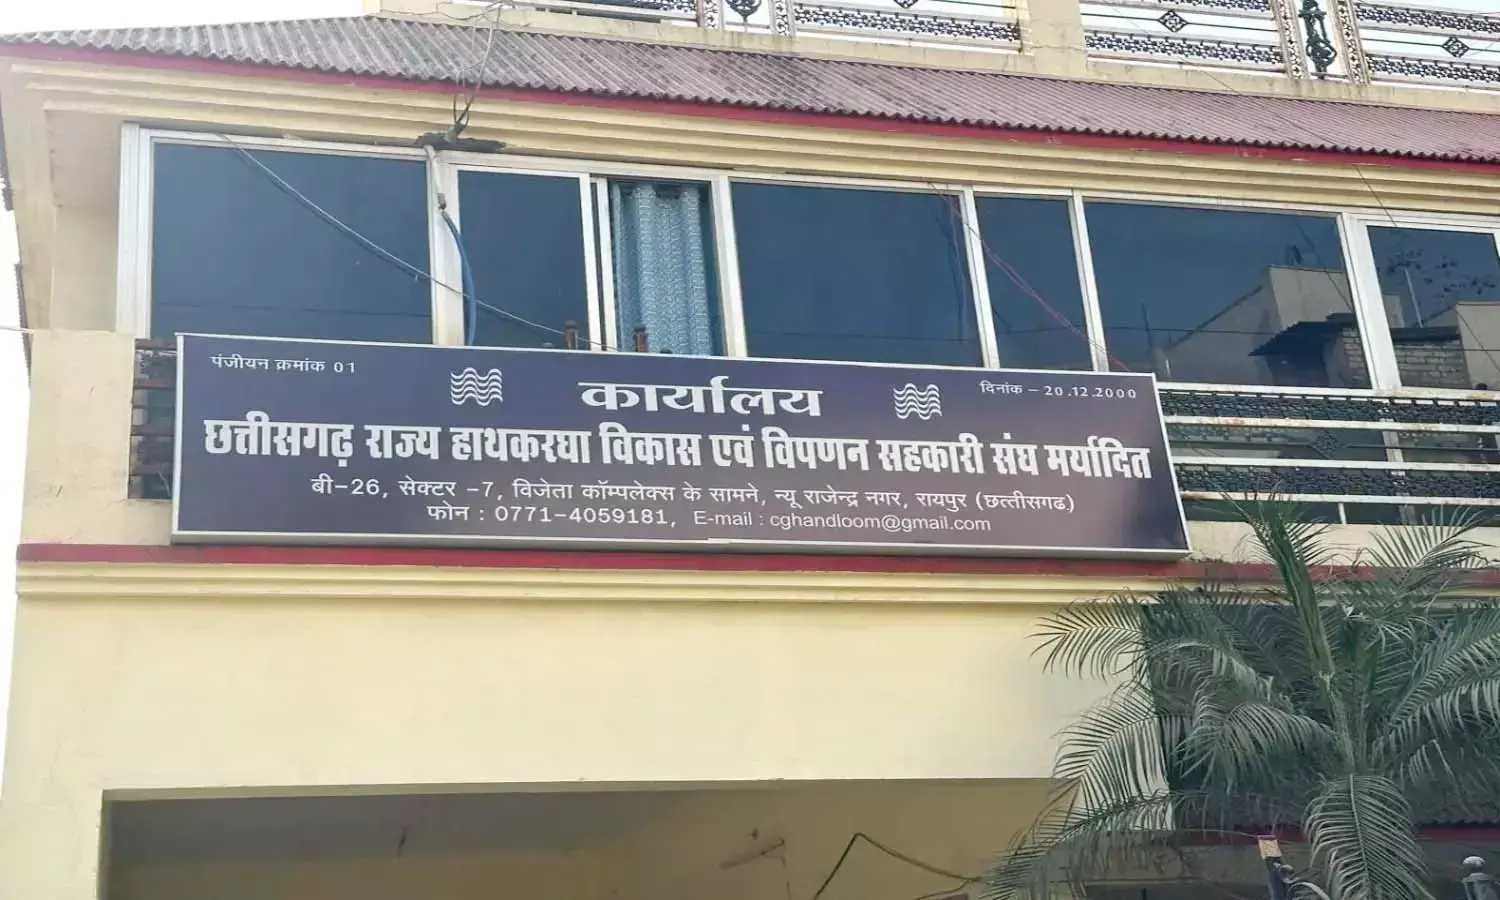 पंजीयन क्रमांक 01
कार्यालय
दिनांक – 20.12.2000
छत्तीसगढ़ राज्य हाथकरघा विकास एवं विपणन सहकारी संघ मर्यादित
बी-26, सेक्टर -7, विजेता कॉम्पलेक्स के सामने, न्यू राजेन्द्र नगर, रायपुर (छत्तीसगढ)
फोन : 0771-4059181, E-mail : cghandloom@gmail.com